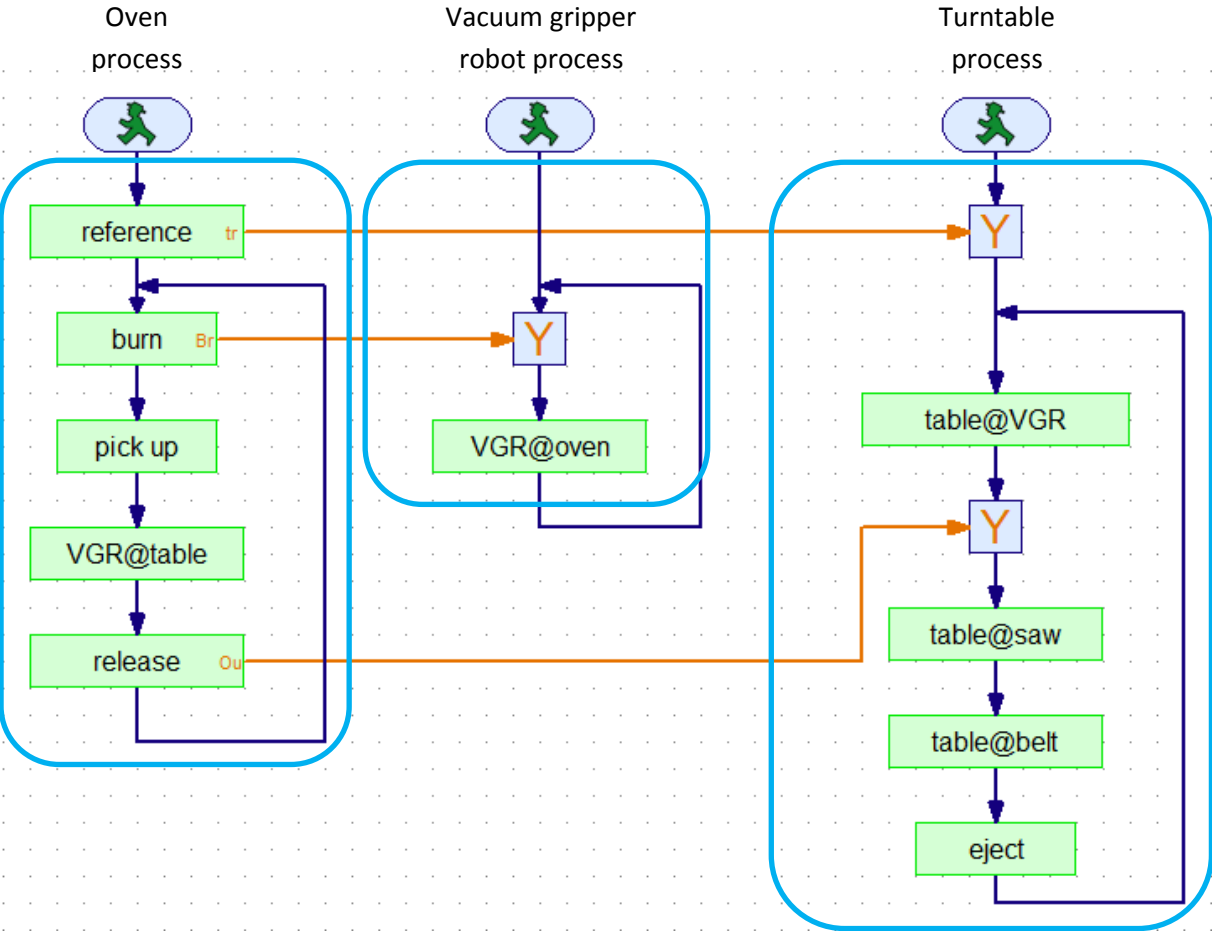 Oven
process
Vacuum gripper
robot process
Turntable
process
reference tr
Y
burn Br
Y
pick up
VGR@oven
table@VGR
VGR@table
Y
release Ou
table@saw
table@belt
eject